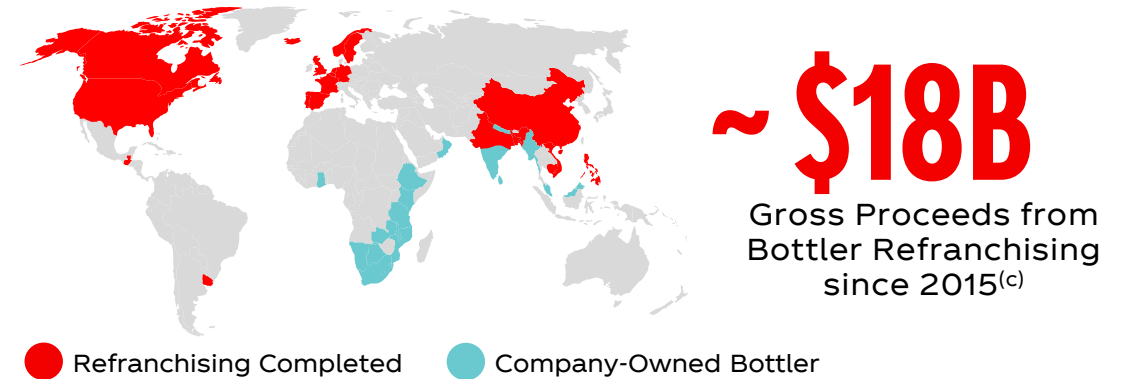 ~$18B
Gross Proceeds from
Bottler Refranchising
since 2015(c)
Refranchising Completed
Company-Owned Bottler